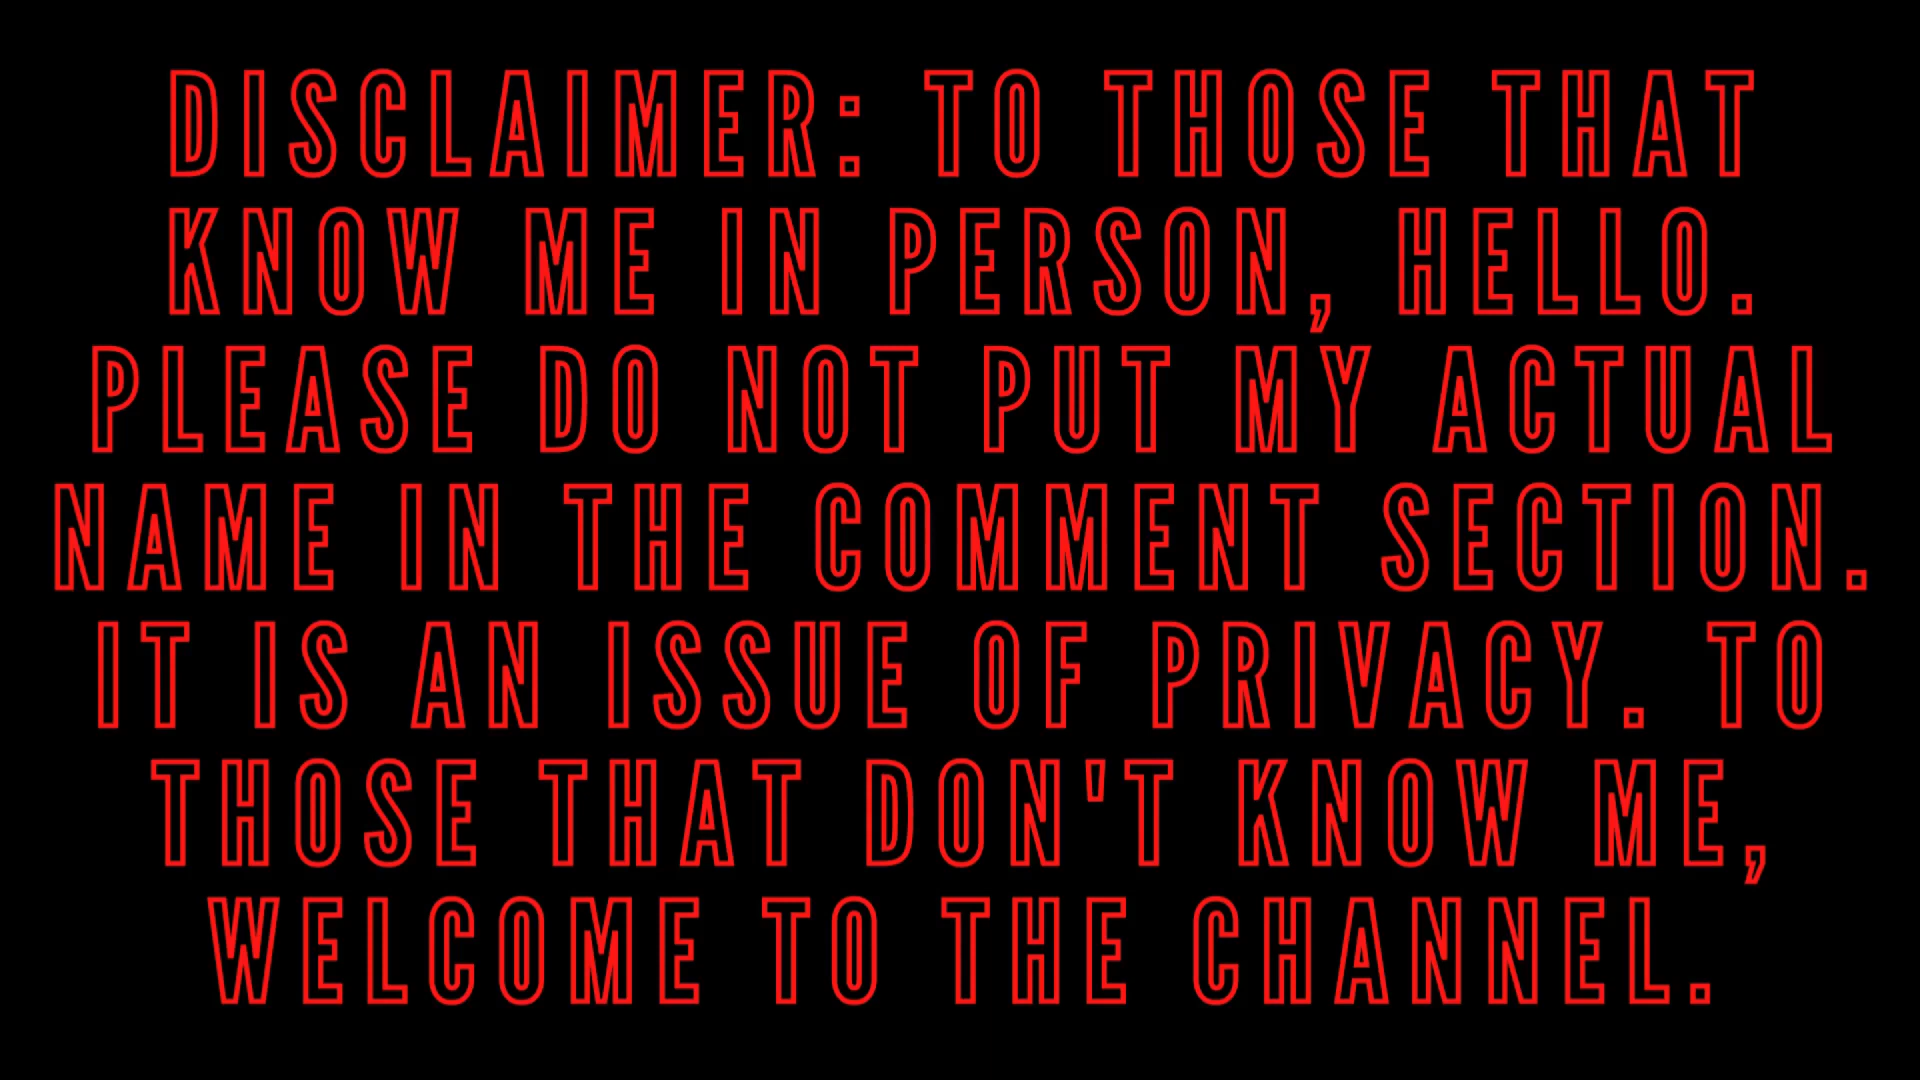 DISCLAIMER: TO THOSE THAT
KNOW ME IN PERSON, HELLO.
PLEASE DO NOT PUT MY ACTUAL
NAME IN THE COMMENT SECTION.
IT IS AN ISSUE OF PRIVACY. TO
THOSE THAT DON'T KNOW ME,
WELCOME TO THE CHANNEL.